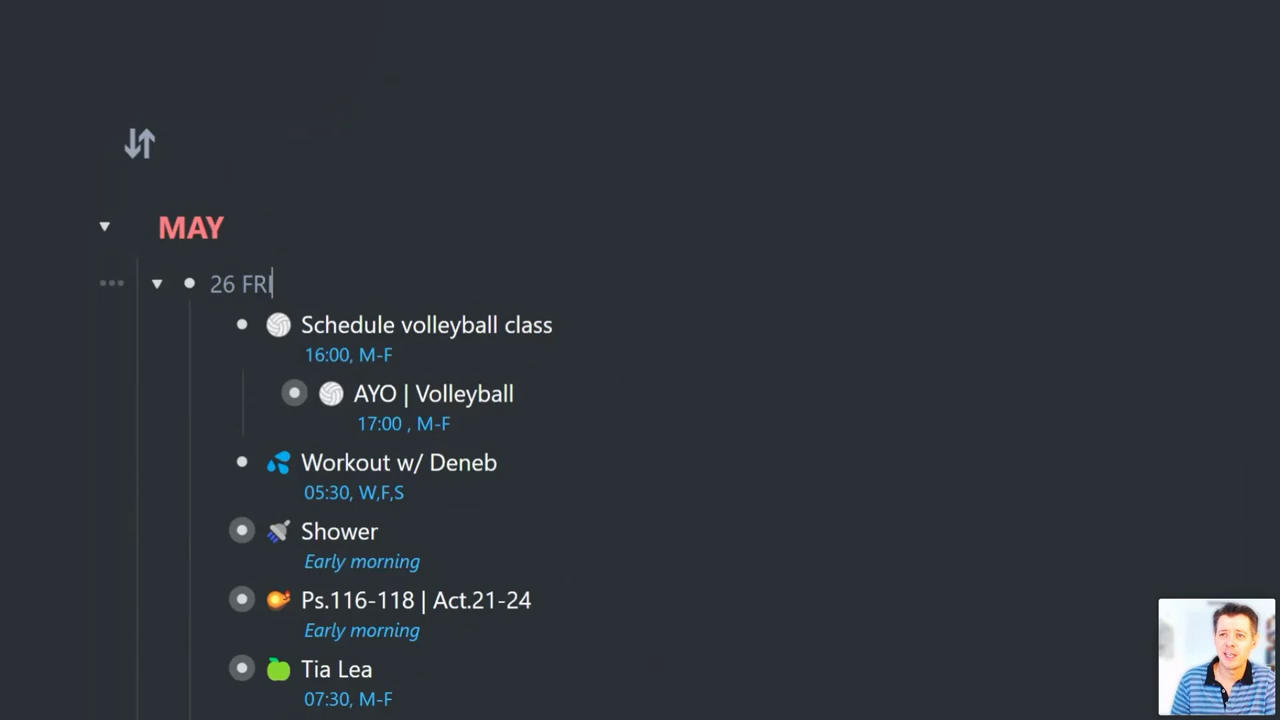 MAY
26 FRI
Schedule volleyball class
16:00, M-F
AYO | Volleyball
17:00 , M-F
Workout w/ Deneb
05:30, W,F,S
Shower
Early morning
Ps.116-118 | Act.21-24
Early morning
Tia Lea
07:30, M-F